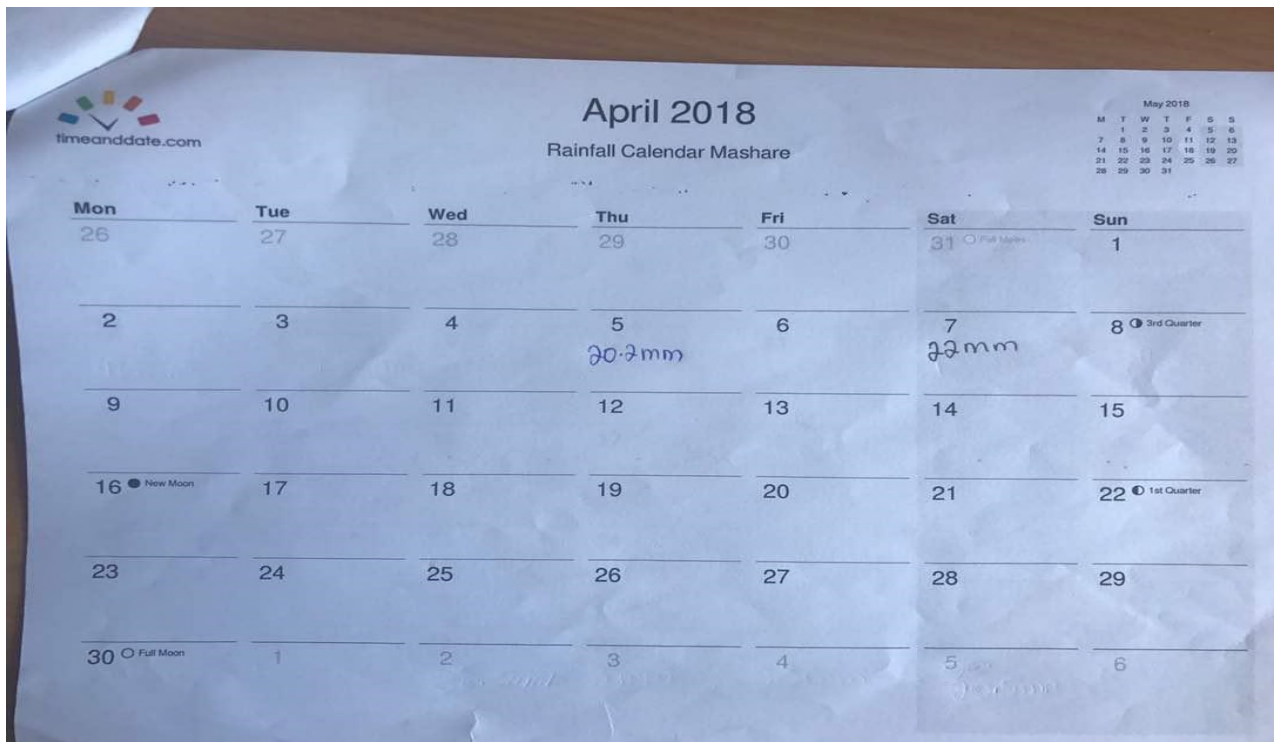 timeanddate.com
April 2018
Rainfall Calendar Mashare
May 2018
M T W T F S S
1 2 3 4 5 6
7 8 9 10 11 12 13
14 15 16 17 18 19 20
21 22 23 24 25 26 27
28 29 30 31
Mon Tue Wed Thu Fri Sat Sun
26 27 28 29 30 31 Full Moon 1
2 3 4 5 6 7 8 3rd Quarter
20.2mm 22mm
9 10 11 12 13 14 15
16 New Moon 17 18 19 20 21 22 1st Quarter
23 24 25 26 27 28 29
30 Full Moon 1 2 3 4 5 6